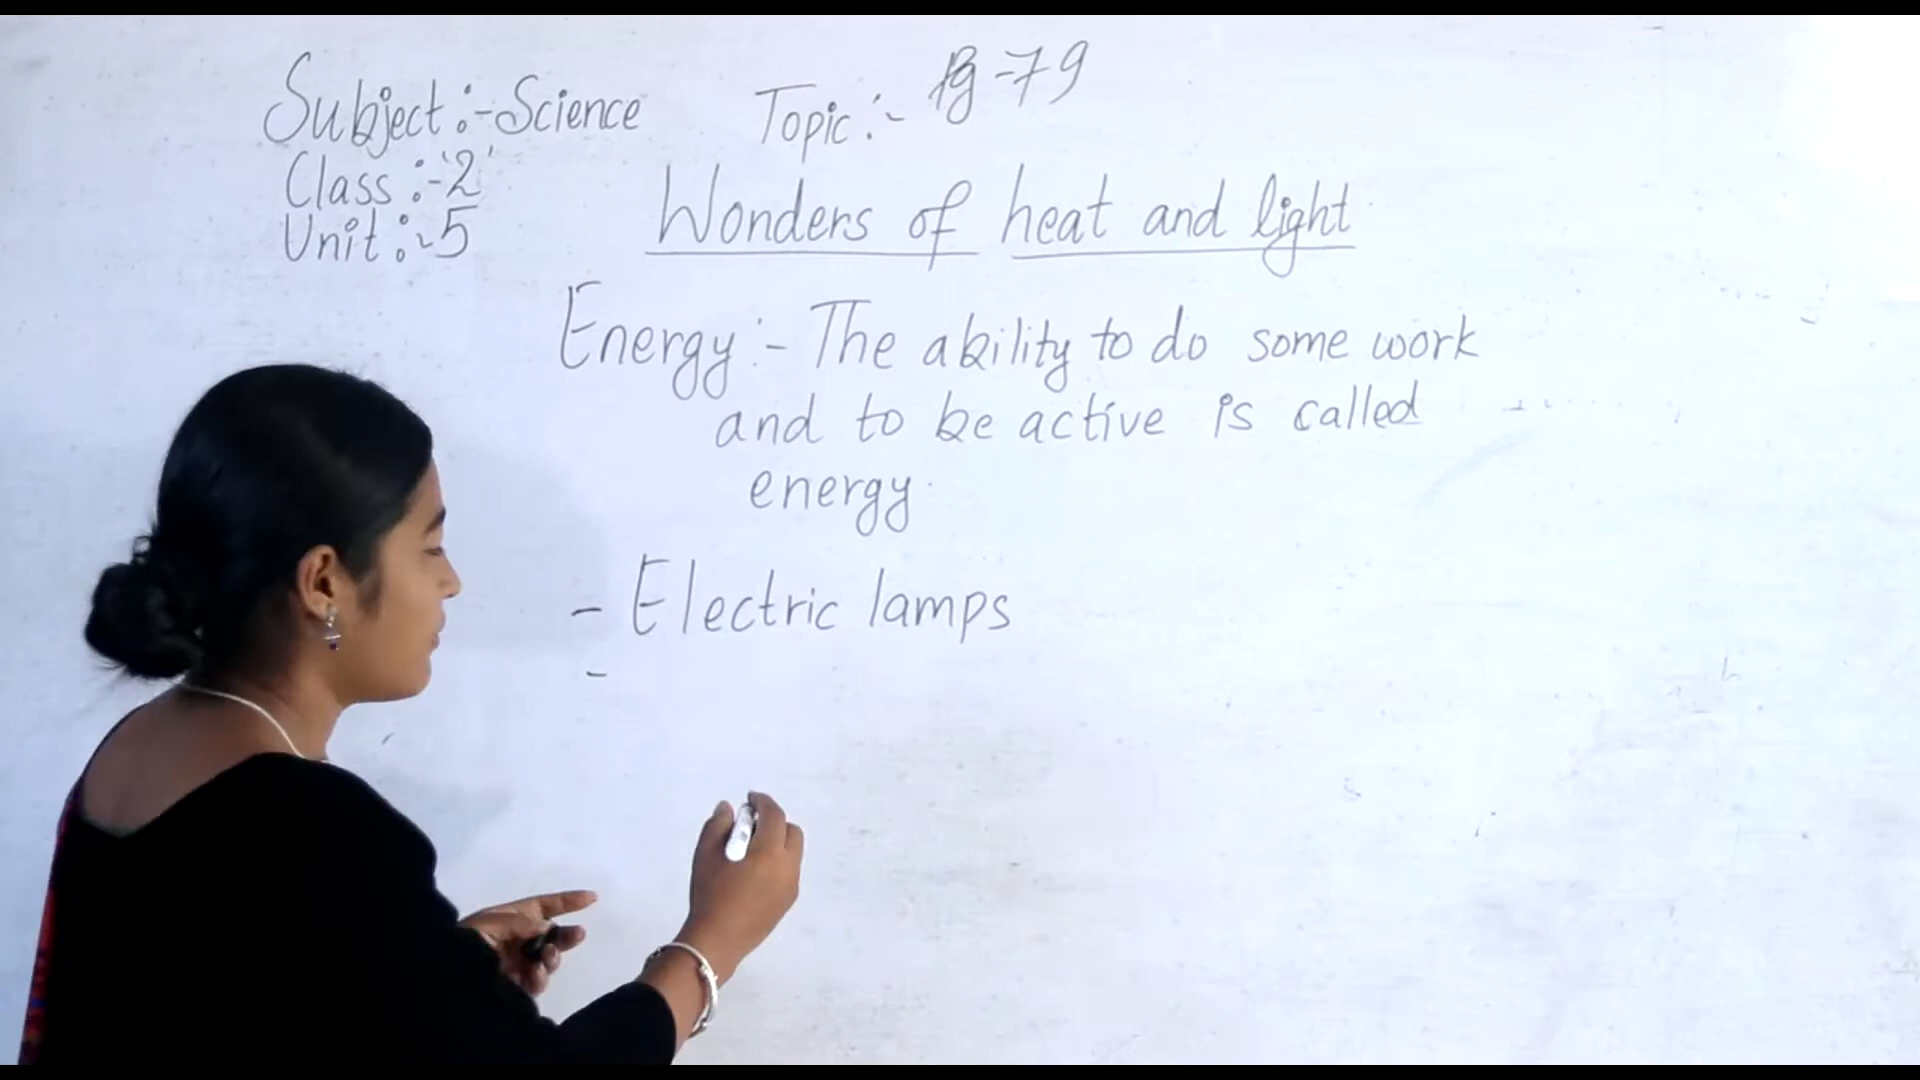 Subject:-Science
Class:-'2'
Unit:-5
Topic:- Pg-79
Wonders of heat and light
Energy:- The ability to do some work
and to be active is called
energy.
- Electric lamps
-